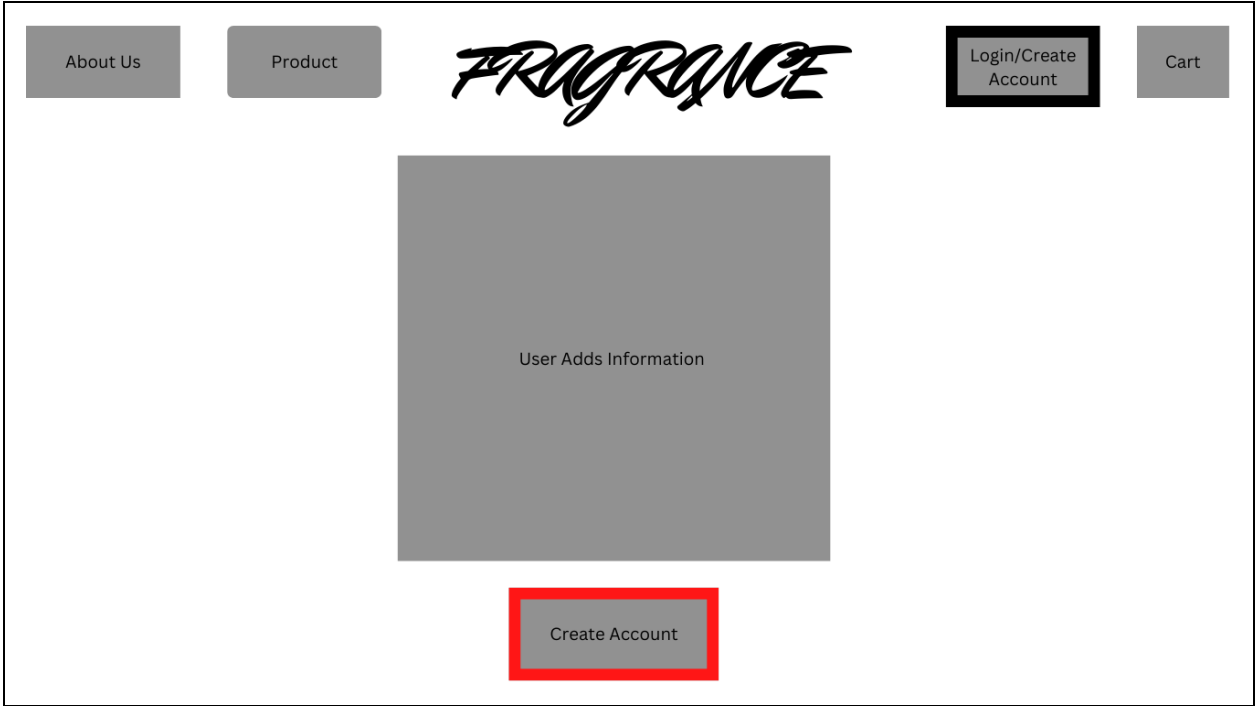 About Us
Product
FRAGRANCE
Login/Create
Account
Cart
User Adds Information
Create Account